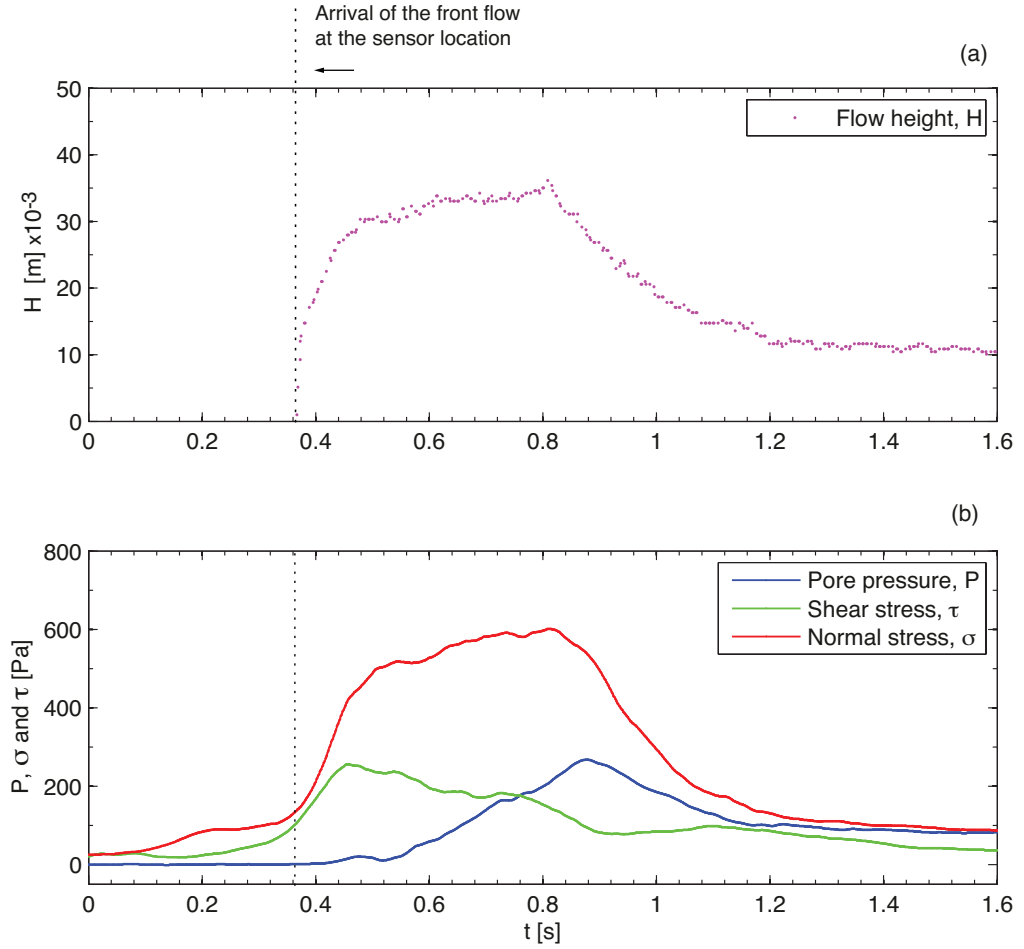 Arrival of the front flow
at the sensor location
(a)
50
40
30
20
10
0
H [m] x10-3
Flow height, H
0 0.2 0.4 0.6 0.8 1 1.2 1.4 1.6
(b)
800
600
400
200
0
P, σ and τ [Pa]
Pore pressure, P
Shear stress, τ
Normal stress, σ
0 0.2 0.4 0.6 0.8 1 1.2 1.4 1.6
t [s]